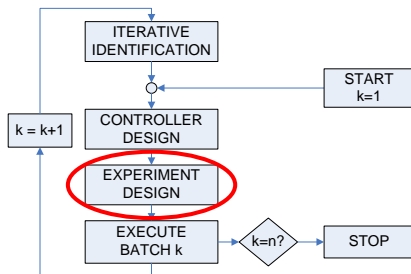 ITERATIVE
IDENTIFICATION
START
k=1
k = k+1
CONTROLLER
DESIGN
EXPERIMENT
DESIGN
EXECUTE
BATCH k
k=n?
STOP